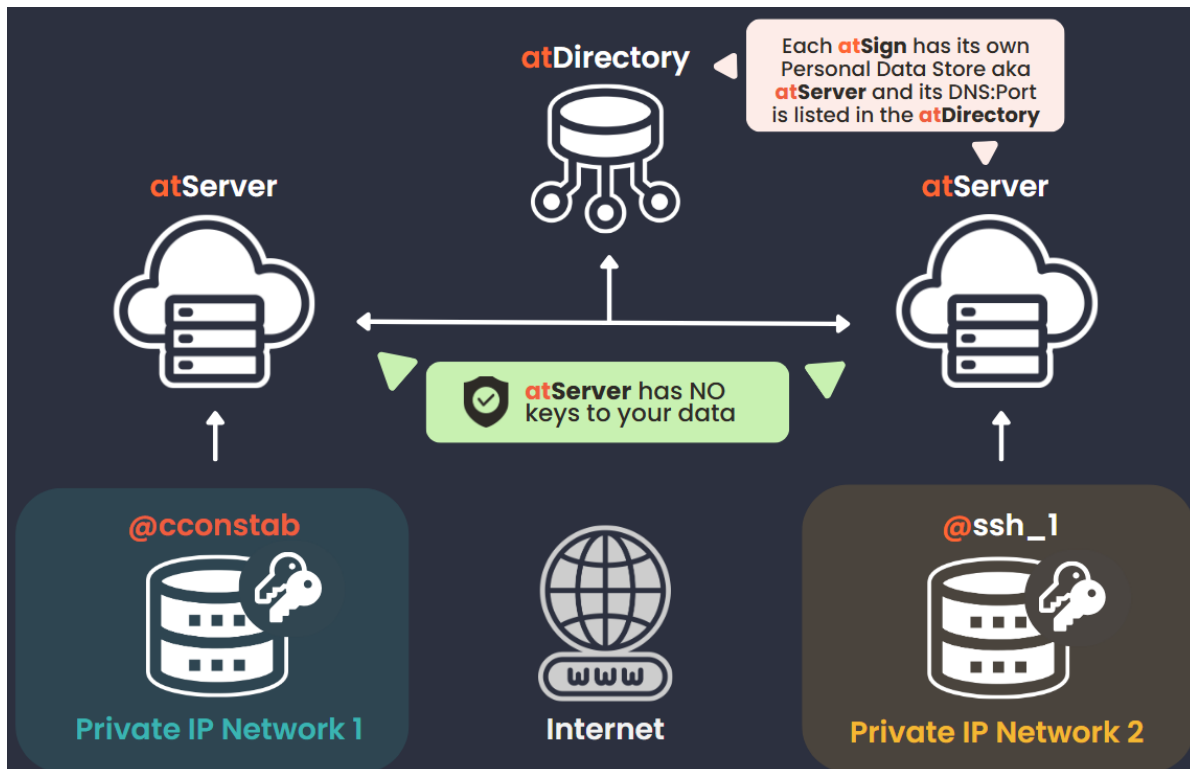 atDirectory
Each atSign has its own
Personal Data Store aka
atServer and its DNS:Port
is listed in the atDirectory
atServer
atServer
atServer has NO
keys to your data
@cconstab
@ssh_1
www
Private IP Network 1
Internet
Private IP Network 2